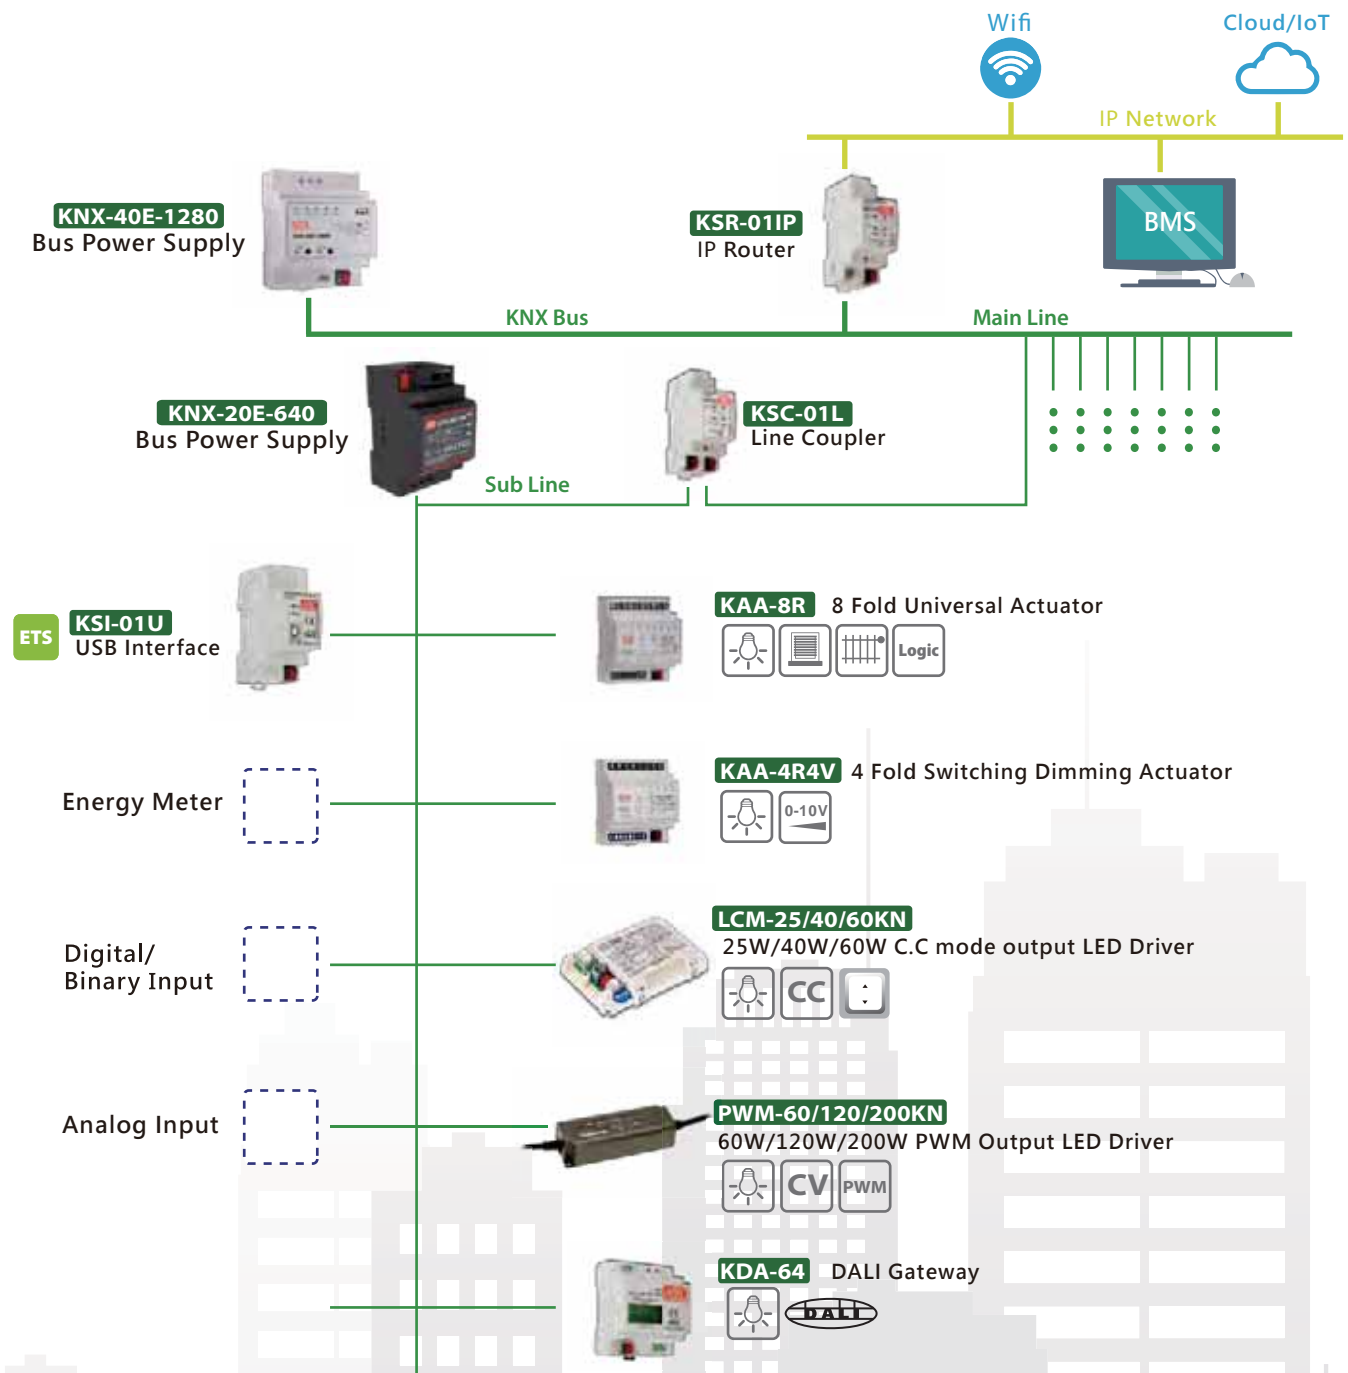 Wifi
Cloud/IoT
IP Network
KNX-40E-1280
Bus Power Supply
KSR-01IP
IP Router
BMS
KNX Bus
Main Line
KNX-20E-640
Bus Power Supply
KSC-01L
Line Coupler
Sub Line
ETS
KSI-01U
USB Interface
KAA-8R 8 Fold Universal Actuator
Logic
Energy Meter
KAA-4R4V 4 Fold Switching Dimming Actuator
0-10V
Digital/
Binary Input
LCM-25/40/60KN
25W/40W/60W C.C mode output LED Driver
CC
Analog Input
PWM-60/120/200KN
60W/120W/200W PWM Output LED Driver
CV
PWM
KDA-64 DALI Gateway
DALI